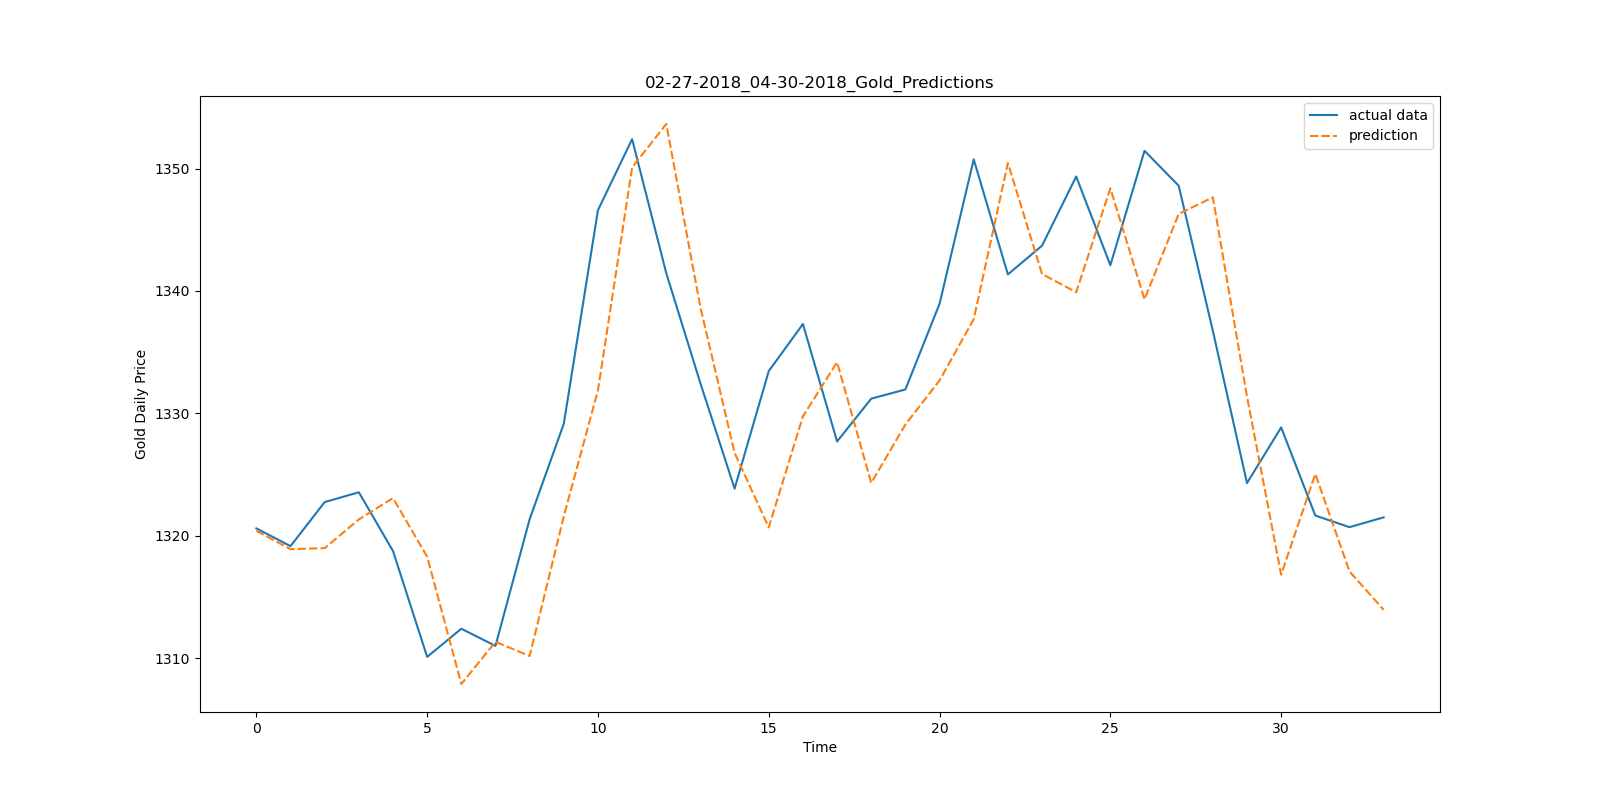 02-27-2018_04-30-2018_Gold_Predictions
actual data
prediction
1350
1340
1330
1320
1310
Gold Daily Price
0 5 10 15 20 25 30
Time